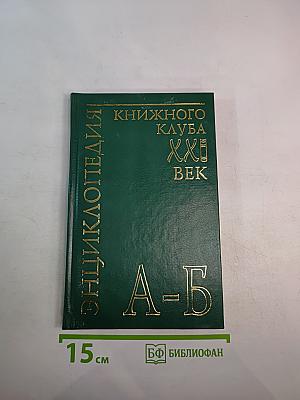 ЭНЦИКЛОПЕДИЯ
КНИЖНОГО
КЛУБА
XXI
ВЕК
А-Б
15 см
БФ БИБЛИОФАН